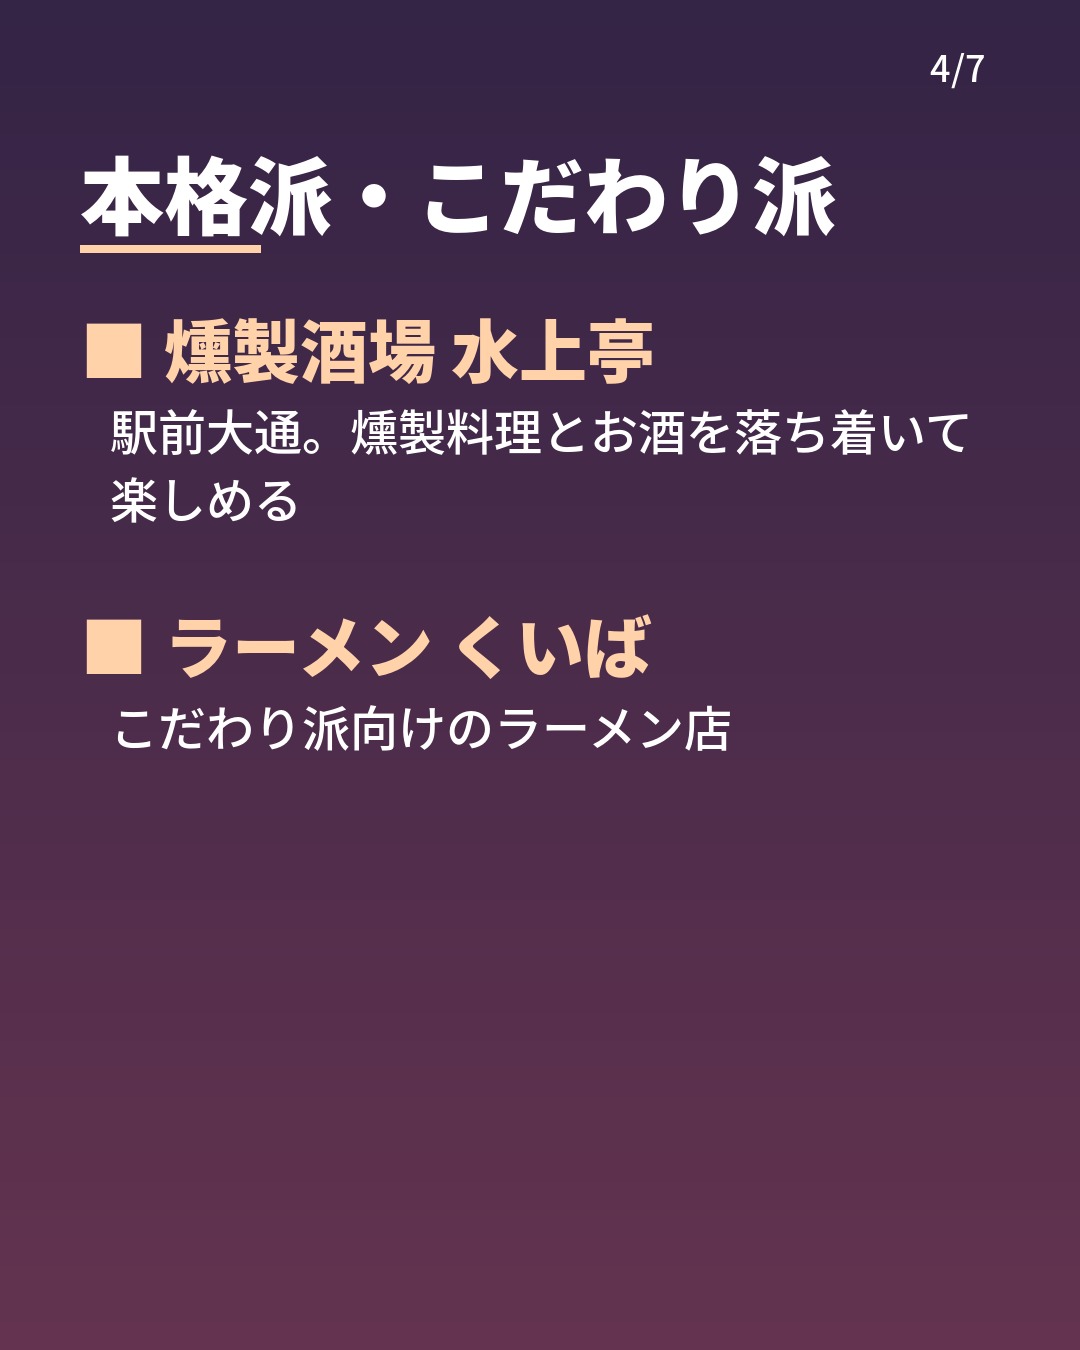 4/7
本格派・こだわり派
■ 燻製酒場 水上亭
駅前大通。燻製料理とお酒を落ち着いて
楽しめる
■ ラーメン くいば
こだわり派向けのラーメン店